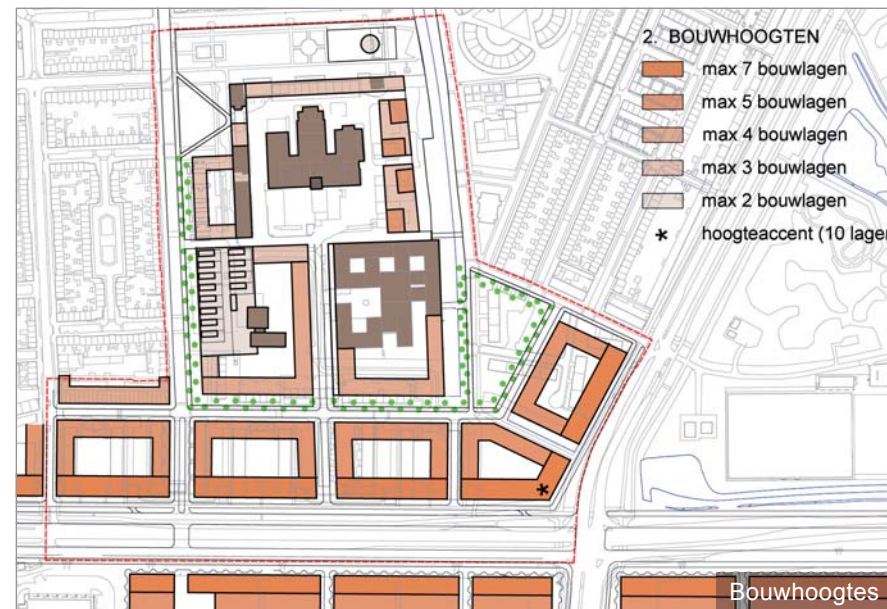 2. BOUWHOOGTEN
max 7 bouwlagen
max 5 bouwlagen
max 4 bouwlagen
max 3 bouwlagen
max 2 bouwlagen
* hoogteaccent (10 lagen
Bouwhoogtes